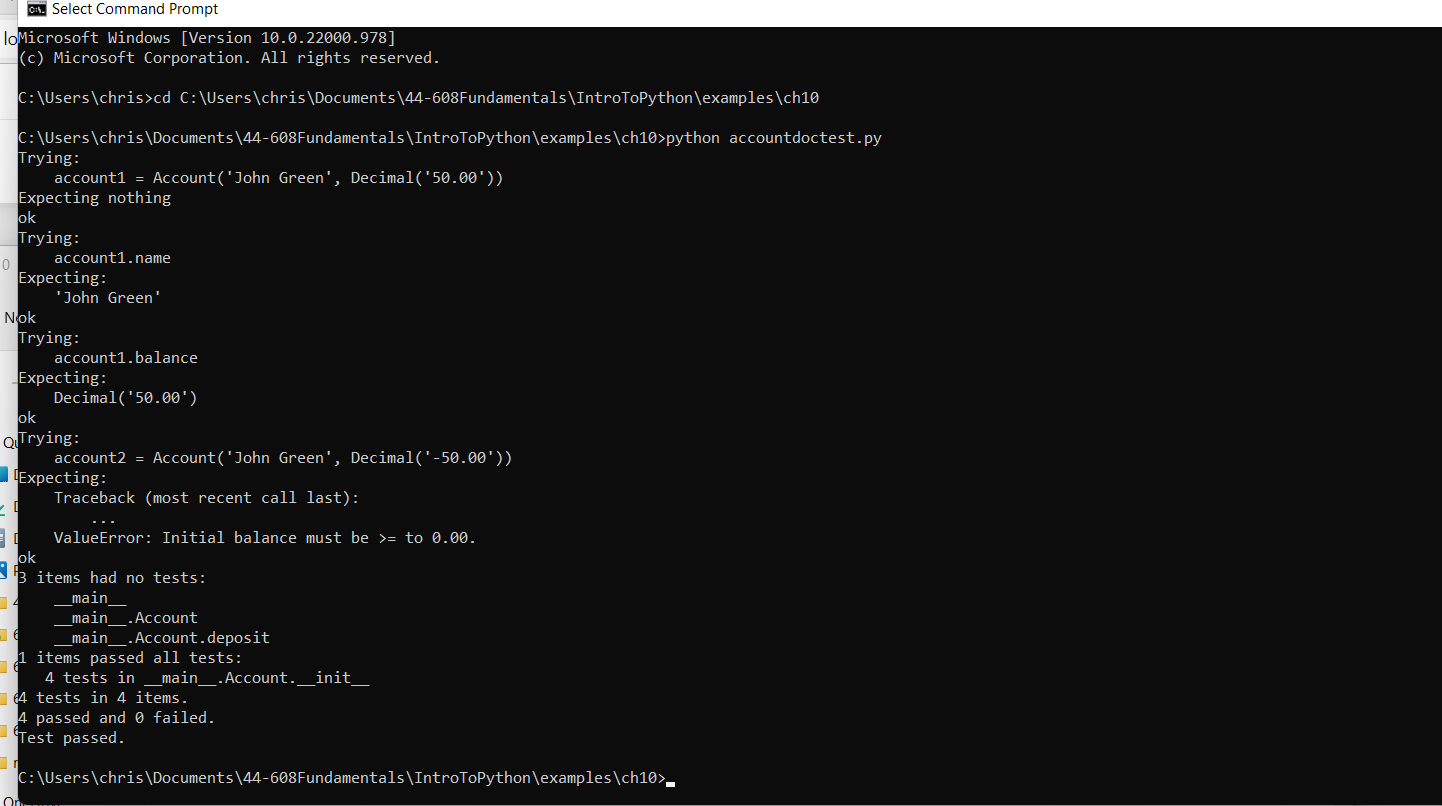 Select Command Prompt
Microsoft Windows [Version 10.0.22000.978]
(c) Microsoft Corporation. All rights reserved.
C:\Users\chris>cd C:\Users\chris\Documents\44-608Fundamentals\IntroToPython\examples\ch10
C:\Users\chris\Documents\44-608Fundamentals\IntroToPython\examples\ch10>python accountdoctest.py
Trying:
    account1 = Account('John Green', Decimal('50.00'))
Expecting nothing
ok
Trying:
    account1.name
Expecting:
    'John Green'
ok
Trying:
    account1.balance
Expecting:
    Decimal('50.00')
ok
Trying:
    account2 = Account('John Green', Decimal('-50.00'))
Expecting:
    Traceback (most recent call last):
        ...
    ValueError: Initial balance must be >= to 0.00.
ok
3 items had no tests:
    __main__
    __main__.Account
    __main__.Account.deposit
1 items passed all tests:
   4 tests in __main__.Account.__init__
4 tests in 4 items.
4 passed and 0 failed.
Test passed.
C:\Users\chris\Documents\44-608Fundamentals\IntroToPython\examples\ch10>